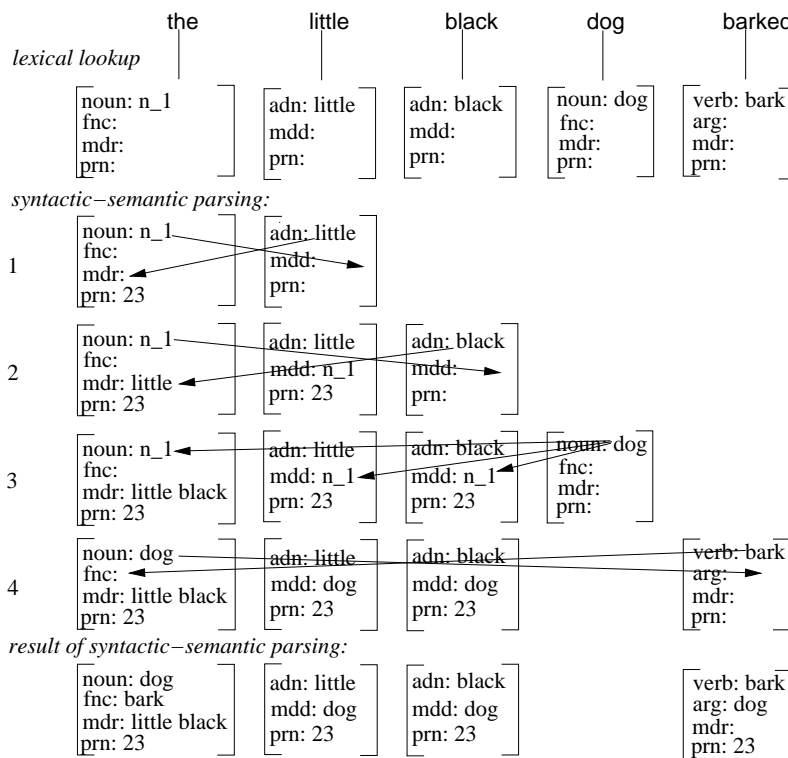 the little black dog barked
lexical lookup
noun: n_1 adn: little adn: black noun: dog verb: bark
fnc: mdd: mdd: fnc: arg:
mdr: prn: prn: mdr: mdr:
prn: prn: prn:
syntactic–semantic parsing:
noun: n_1 adn: little
fnc: mdd:
1
mdr: prn:
prn: 23
noun: n_1 adn: little adn: black
fnc: mdd: n_1 mdd:
2
mdr: little prn: 23 prn:
prn: 23
noun: n_1 adn: little adn: black noun: dog
fnc: mdd: n_1 mdd: n_1 fnc:
3
mdr: little black prn: 23 prn: 23 mdr:
prn: 23 prn:
noun: dog adn: little adn: black verb: bark
fnc: mdd: dog mdd: dog arg:
4
mdr: little black prn: 23 prn: 23 mdr:
prn: 23 prn:
result of syntactic–semantic parsing:
noun: dog adn: little adn: black verb: bark
fnc: bark mdd: dog mdd: dog arg: dog
mdr: little black prn: 23 prn: 23 mdr:
prn: 23 prn: 23